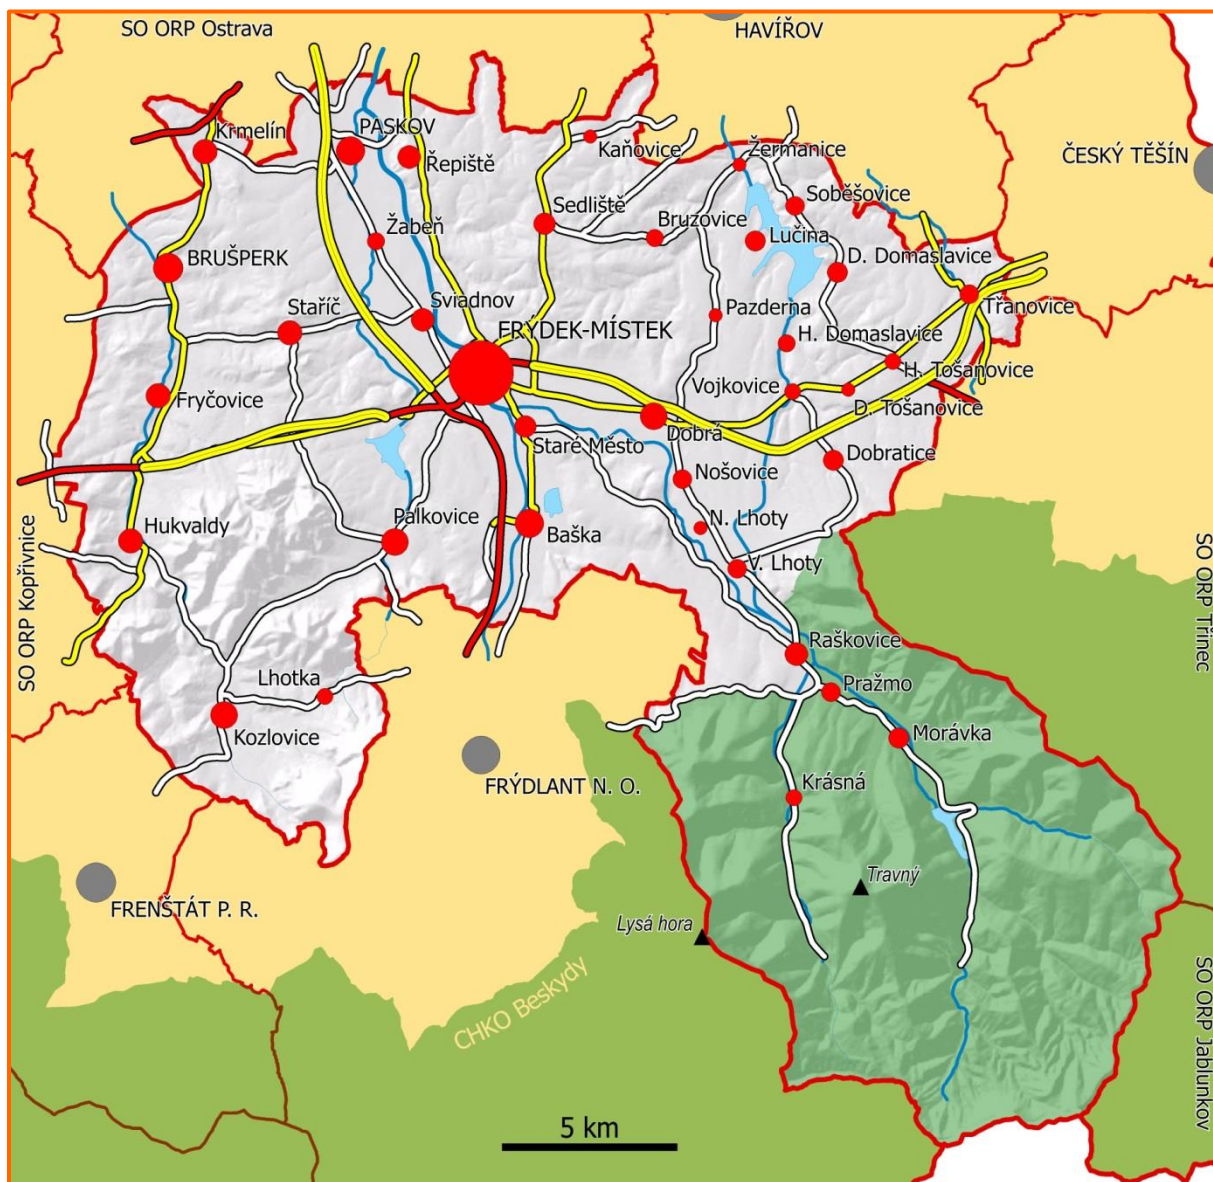 SO ORP Ostrava
HAVÍŘOV
Krmelín
PASKOV
Řepiště
Kaňovice
Žermanice
ČESKÝ TĚŠÍN
Soběšovice
Sedliště
Bruzovice
Lučina
Žabeň
BRUŠPERK
D. Domaslavice
Staříč
Sviadnov
Pazderna
Třanovice
FRÝDEK-MÍSTEK
H. Domaslavice
H. Tošanovice
Vojkovice
Fryčovice
D. Tošanovice
Dobrá
Staré Město
Dobratice
Nošovice
Hukvaldy
Palkovice
Baška
N. Lhoty
V. Lhoty
SO ORP Kopřivnice
SO ORP Třinec
Raškovice
Lhotka
Pražmo
Kozlovice
Morávka
FRÝDLANT N. O.
Krásná
Travný
FRENŠTÁT P. R.
Lysá hora
CHKO Beskydy
SO ORP Jablunkov
5 km